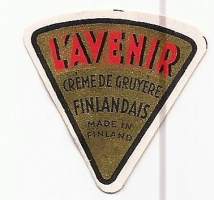 L'AVENIR
CRÈME DE GRUYÈRE
FINLANDAIS
MADE IN
FINLAND